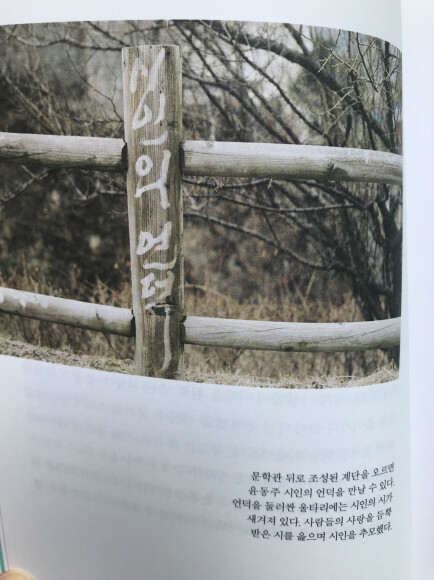 시인의 언덕
문학관 뒤로 조성된 계단을 오르면
윤동주 시인의 언덕을 만날 수 있다.
언덕을 둘러싼 울타리에는 시인의 시가
새겨져 있다. 사람들의 사랑을 듬뿍
받은 시를 읊으며 시인을 추모했다.